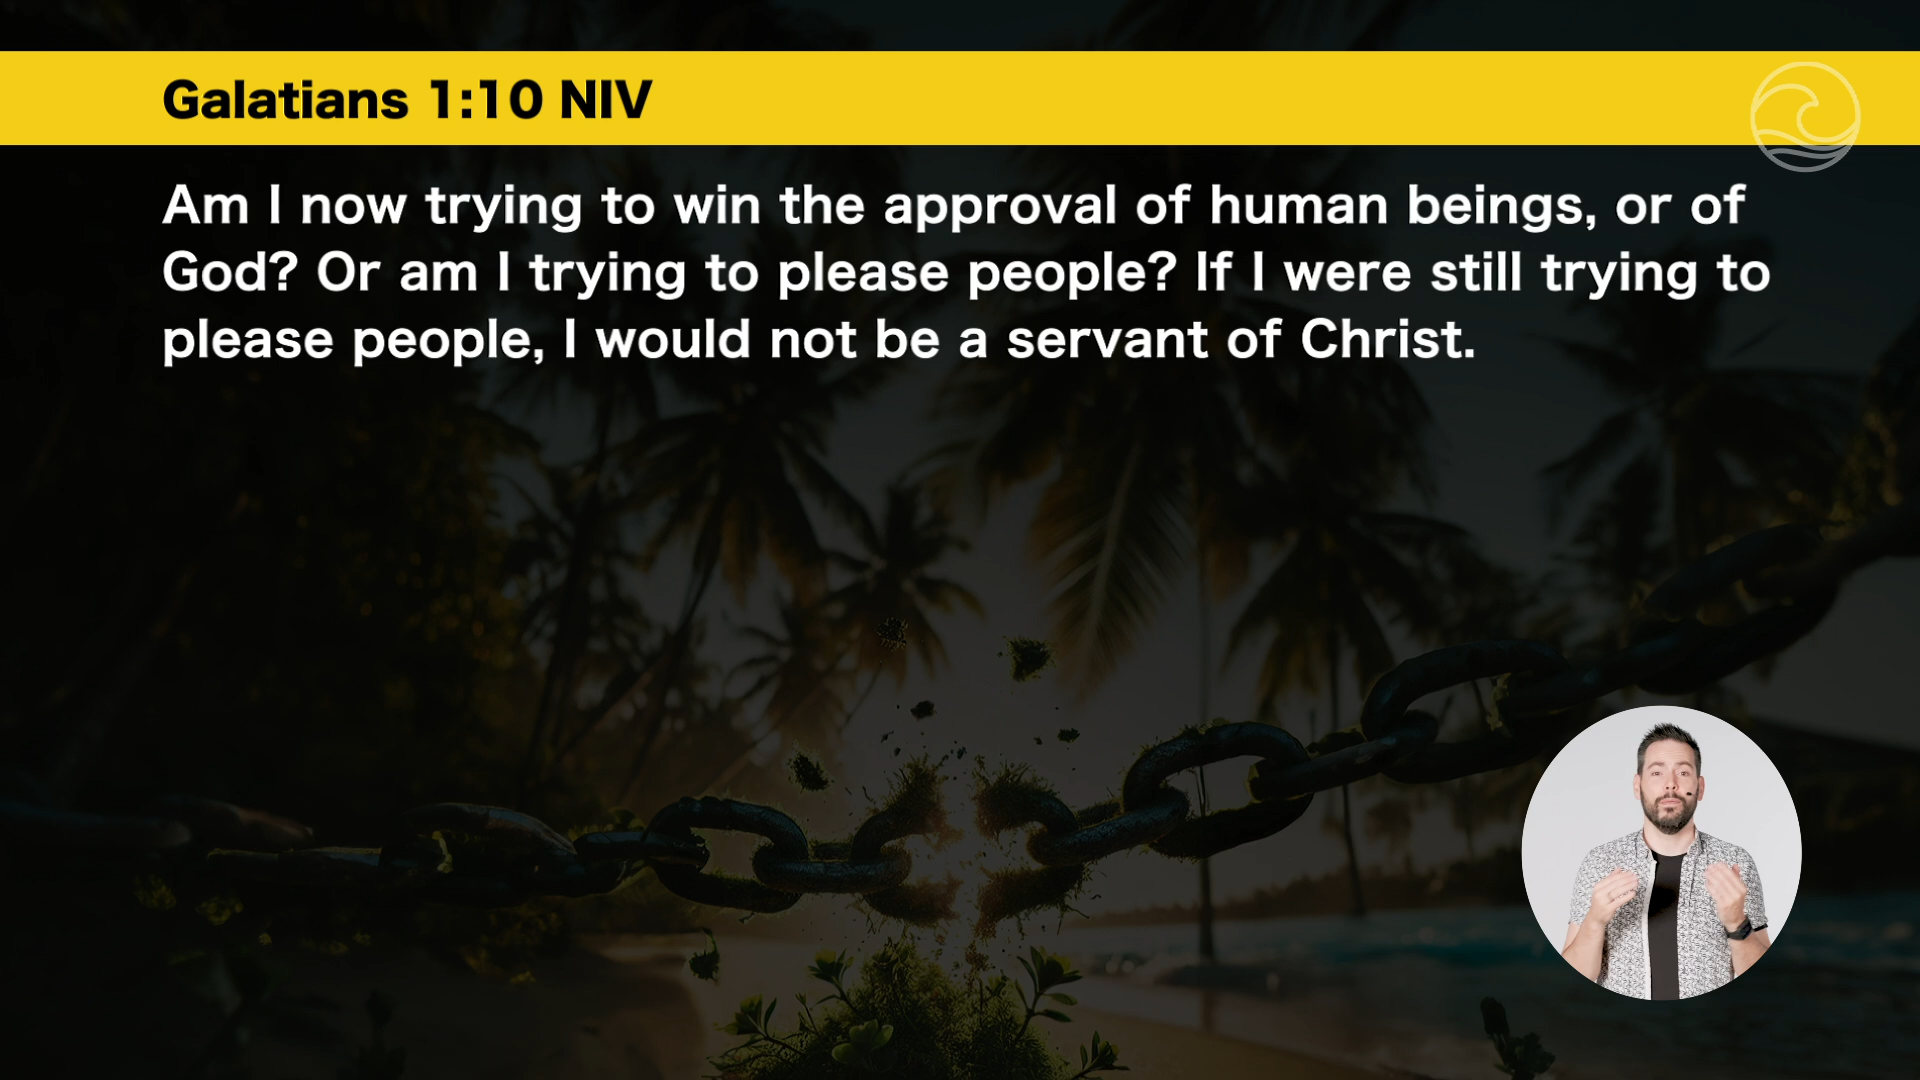 Galatians 1:10 NIV
Am I now trying to win the approval of human beings, or of
God? Or am I trying to please people? If I were still trying to
please people, I would not be a servant of Christ.